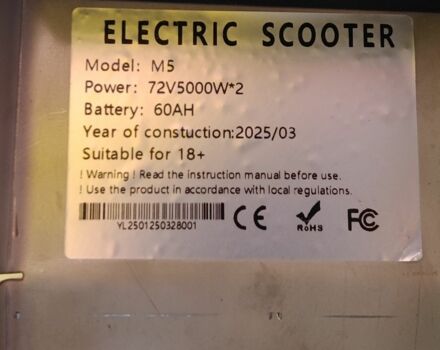 ELECTRIC SCOOTER
Model: M5
Power: 72V5000W*2
Battery: 60AH
Year of constuction:2025/03
Suitable for 18+
! Warning ! Read the instruction manual before use.
! Use the product in accordance with local regulations.
YL2501250328001
CE RoHS FC